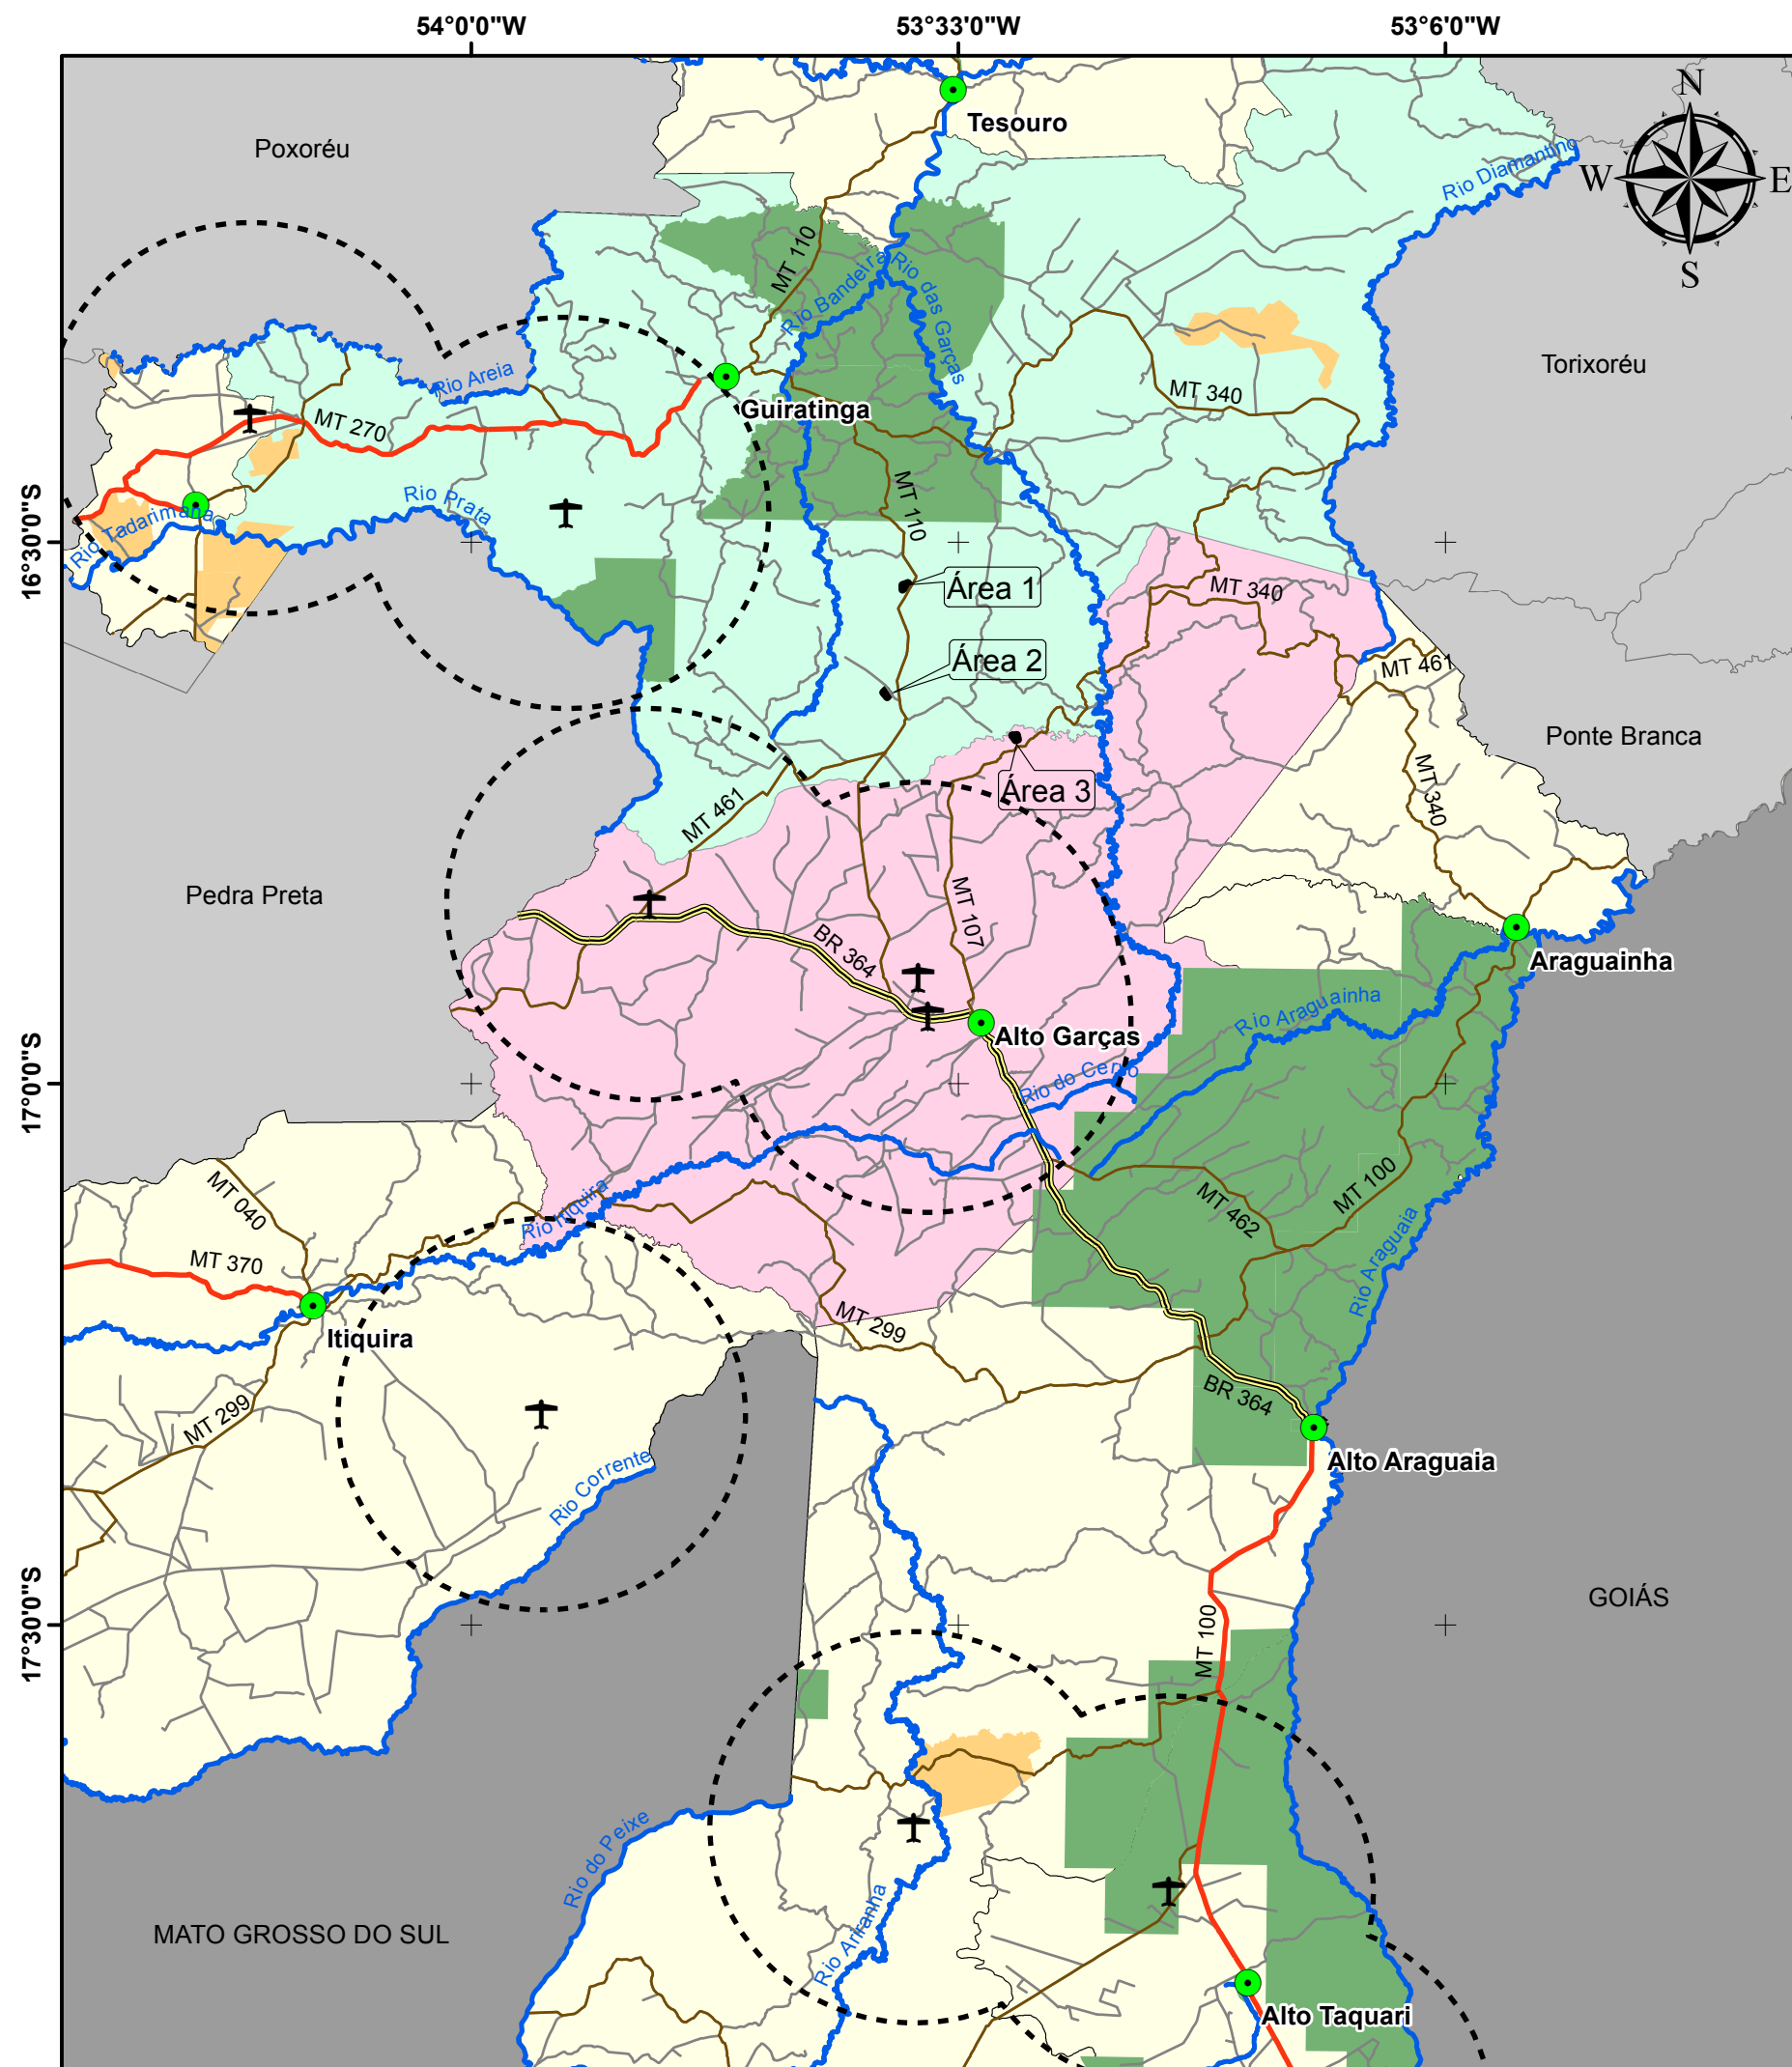 54°0'0"W
53°33'0"W
53°6'0"W
N
W
E
S
Tesouro
Poxoréu
Rio Diamantino
MT 110
Rio Bandeira
Rio das Garças
Torixoréu
Rio Areia
MT 340
Guiratinga
MT 270
Rio Prata
Rio Tadarimana
MT 110
16°30'0"S
Área 1
MT 340
Área 2
MT 461
Ponte Branca
Área 3
MT 461
MT 340
Pedra Preta
MT 107
BR 364
Araguainha
Rio Araguainha
Alto Garças
Rio do Cervo
17°0'0"S
MT 040
Rio Itiquira
MT 462
MT 100
Rio Araguaia
MT 370
Itiquira
MT 299
MT 299
BR 364
Alto Araguaia
Rio Corrente
GOIÁS
17°30'0"S
MT 100
Rio do Peixe
Rio Ariranha
MATO GROSSO DO SUL
Alto Taquari